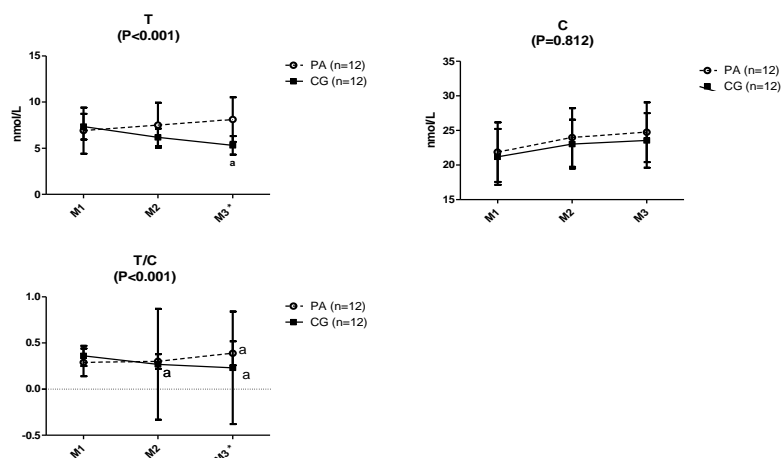 T
(P<0.001)
15
10
5
0
nmol/L
PA (n=12)
CG (n=12)
a
M1
M2
M3 *
C
(P=0.812)
35
30
25
20
15
nmol/L
PA (n=12)
CG (n=12)
M1
M2
M3
T/C
(P<0.001)
1.0
0.5
0.0
-0.5
PA (n=12)
CG (n=12)
a
a
a
M1
M2
M3 *